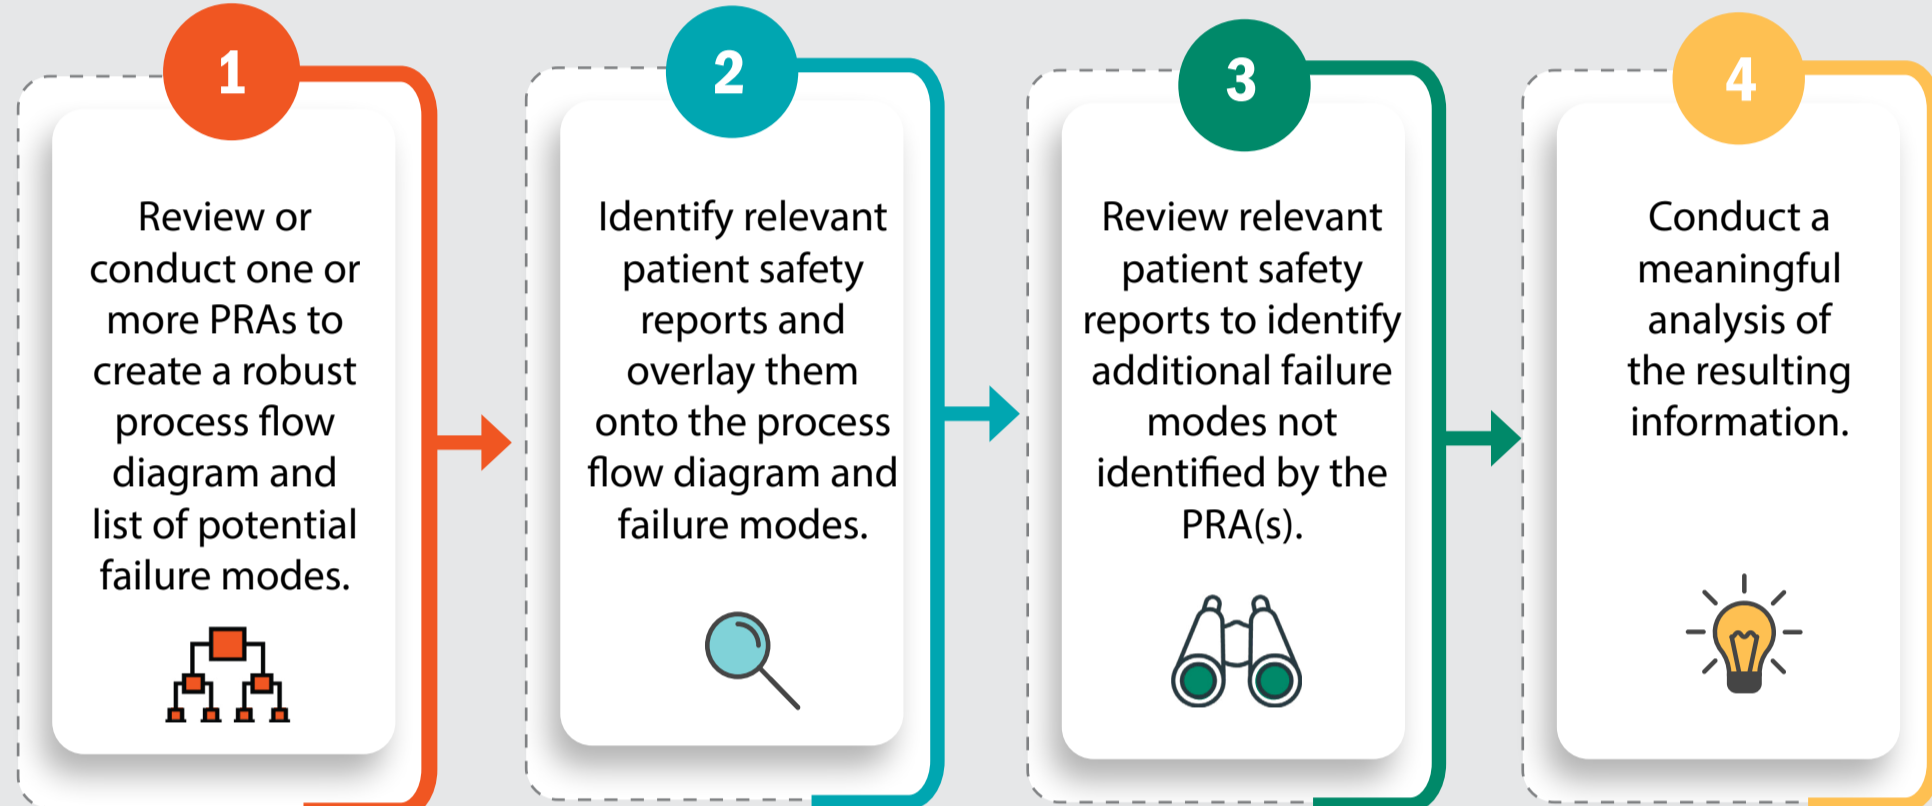 1
Review or
conduct one or
more PRAs to
create a robust
process flow
diagram and
list of potential
failure modes.
2
Identify relevant
patient safety
reports and
overlay them
onto the process
flow diagram and
failure modes.
3
Review relevant
patient safety
reports to identify
additional failure
modes not
identified by the
PRA(s).
4
Conduct a
meaningful
analysis of
the resulting
information.